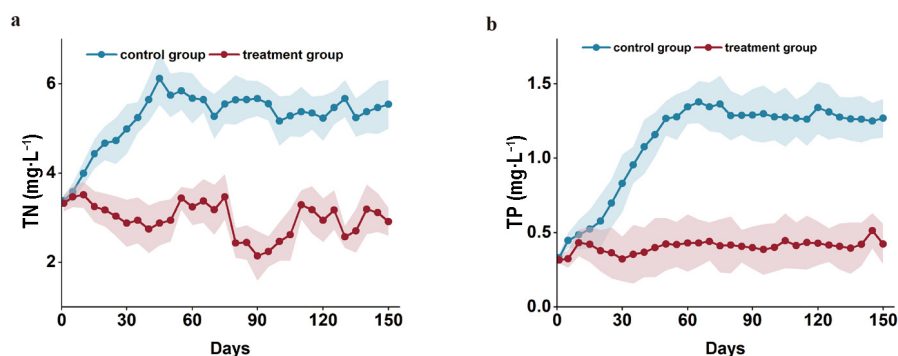 a
control group treatment group
6
4
2
TN (mg·L⁻¹)
0 30 60 90 120 150
Days
b
control group treatment group
1.5
1.0
0.5
0.0
TP (mg·L⁻¹)
0 30 60 90 120 150
Days